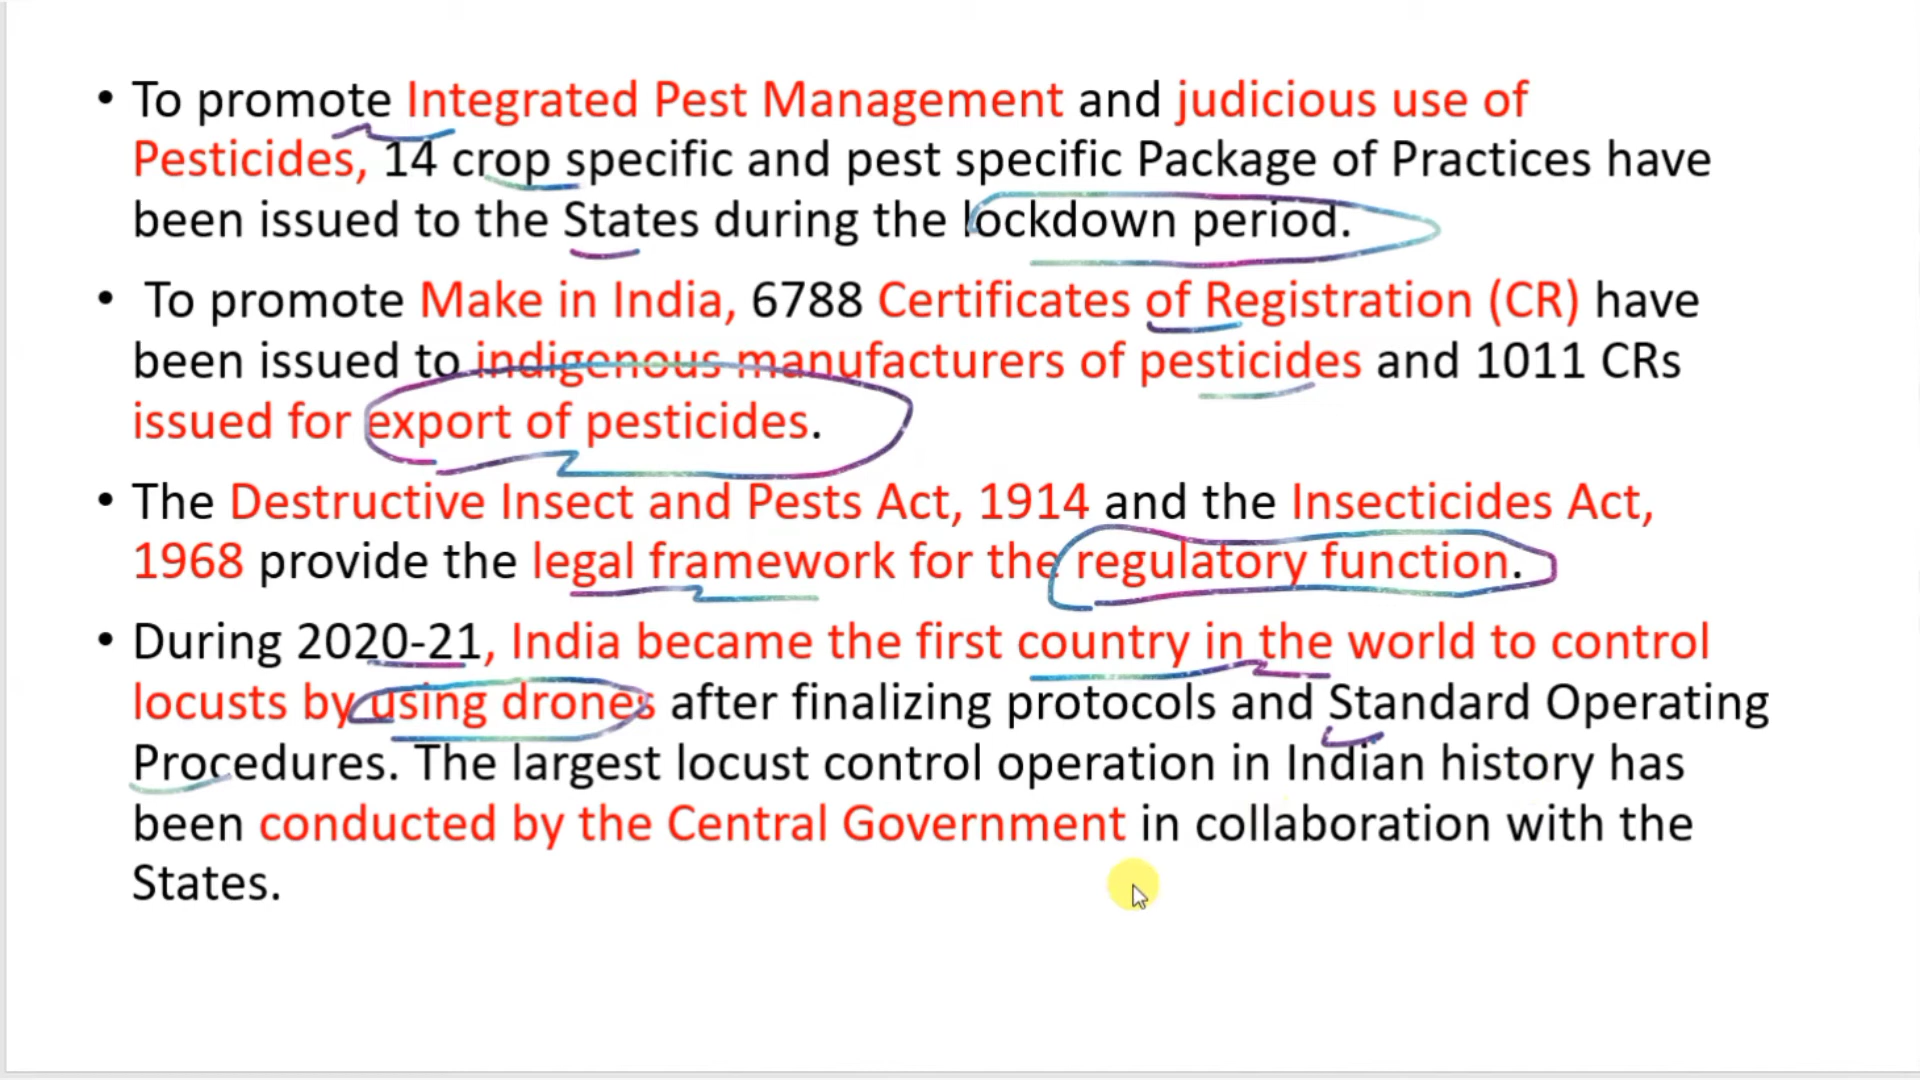 • To promote Integrated Pest Management and judicious use of
Pesticides, 14 crop specific and pest specific Package of Practices have
been issued to the States during the lockdown period.
• To promote Make in India, 6788 Certificates of Registration (CR) have
been issued to indigenous manufacturers of pesticides and 1011 CRs
issued for export of pesticides.
• The Destructive Insect and Pests Act, 1914 and the Insecticides Act,
1968 provide the legal framework for the regulatory function.
• During 2020-21, India became the first country in the world to control
locusts by using drones after finalizing protocols and Standard Operating
Procedures. The largest locust control operation in Indian history has
been conducted by the Central Government in collaboration with the
States.